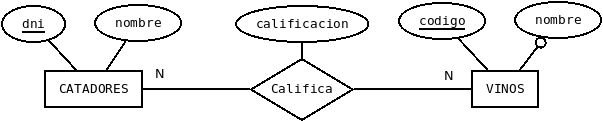 dni
nombre
calificacion
codigo
nombre
CATADORES
N
Califica
N
VINOS